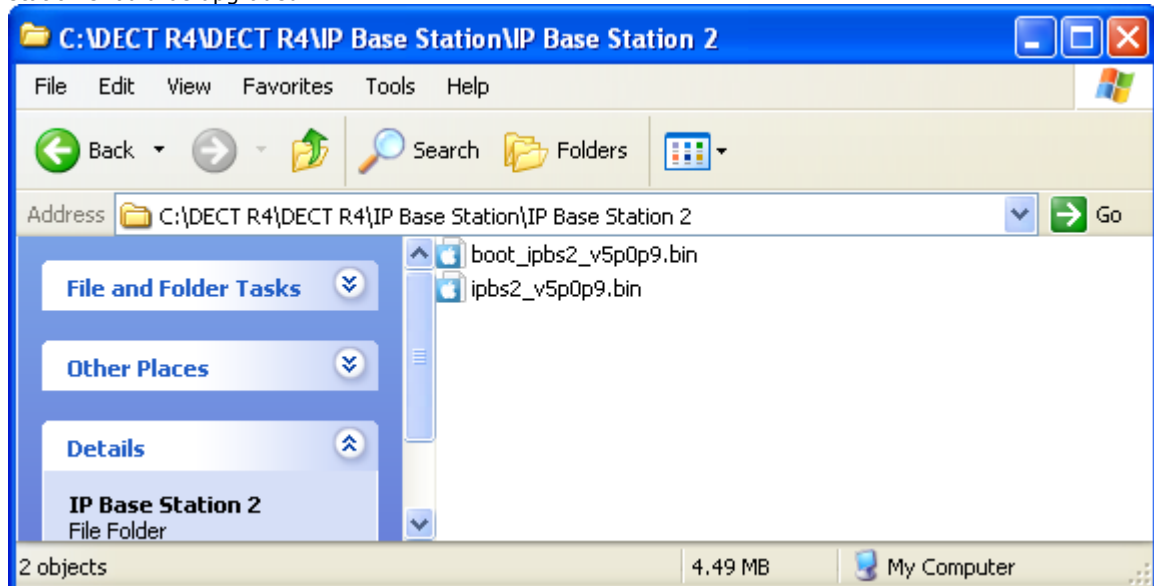 C:\DECT R4\DECT R4\IP Base Station\IP Base Station 2
File Edit View Favorites Tools Help
Back Search Folders
Address C:\DECT R4\DECT R4\IP Base Station\IP Base Station 2 Go
boot_ipbs2_v5p0p9.bin
ipbs2_v5p0p9.bin
File and Folder Tasks
Other Places
Details
IP Base Station 2
File Folder
2 objects 4.49 MB My Computer